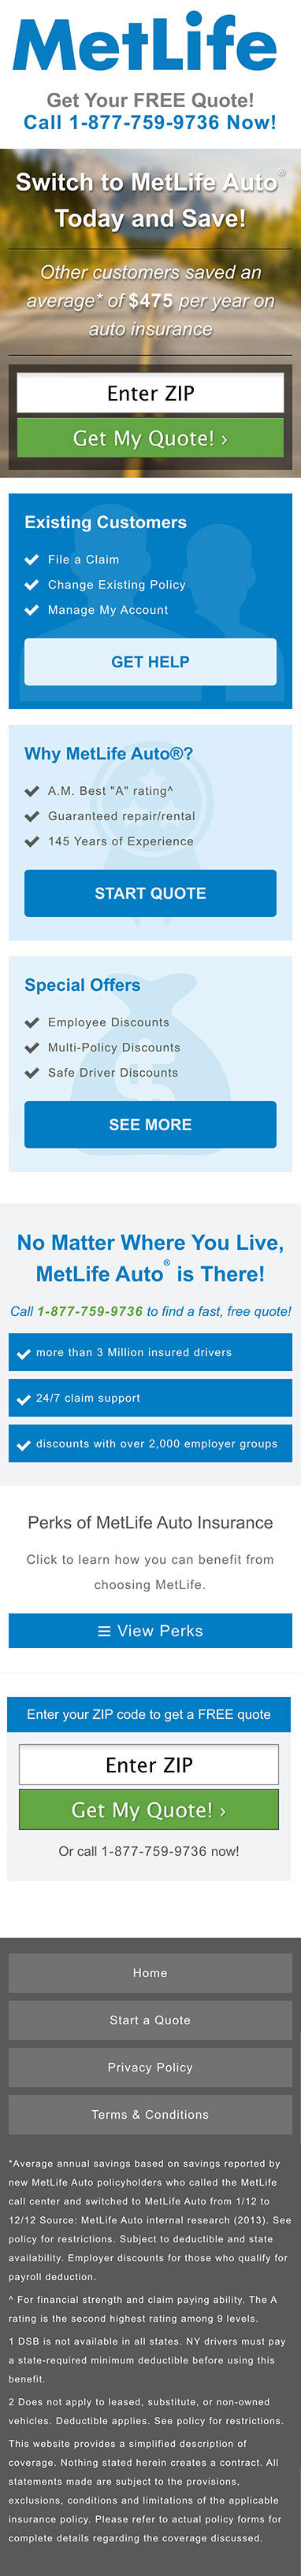 MetLife
Get Your FREE Quote!
Call 1-877-759-9736 Now!
Switch to MetLife Auto®
Today and Save!
Other customers saved an
average* of $475 per year on
auto insurance
Enter ZIP
Get My Quote! ›
Existing Customers
File a Claim
Change Existing Policy
Manage My Account
GET HELP
Why MetLife Auto®?
A.M. Best "A" rating^
Guaranteed repair/rental
145 Years of Experience
START QUOTE
Special Offers
Employee Discounts
Multi-Policy Discounts
Safe Driver Discounts
SEE MORE
No Matter Where You Live,
MetLife Auto® is There!
Call 1-877-759-9736 to find a fast, free quote!
more than 3 Million insured drivers
24/7 claim support
discounts with over 2,000 employer groups
Perks of MetLife Auto Insurance
Click to learn how you can benefit from
choosing MetLife.
View Perks
Enter your ZIP code to get a FREE quote
Enter ZIP
Get My Quote! ›
Or call 1-877-759-9736 now!
Home
Start a Quote
Privacy Policy
Terms & Conditions
*Average annual savings based on savings reported by
new MetLife Auto policyholders who called the MetLife
call center and switched to MetLife Auto from 1/12 to
12/12 Source: MetLife Auto internal research (2013). See
policy for restrictions. Subject to deductible and state
availability. Employer discounts for those who qualify for
payroll deduction.
^ For financial strength and claim paying ability. The A
rating is the second highest rating among 9 levels.
1 DSB is not available in all states. NY drivers must pay
a state-required minimum deductible before using this
benefit.
2 Does not apply to leased, substitute, or non-owned
vehicles. Deductible applies. See policy for restrictions.
This website provides a simplified description of
coverage. Nothing stated herein creates a contract. All
statements made are subject to the provisions,
exclusions, conditions and limitations of the applicable
insurance policy. Please refer to actual policy forms for
complete details regarding the coverage discussed.